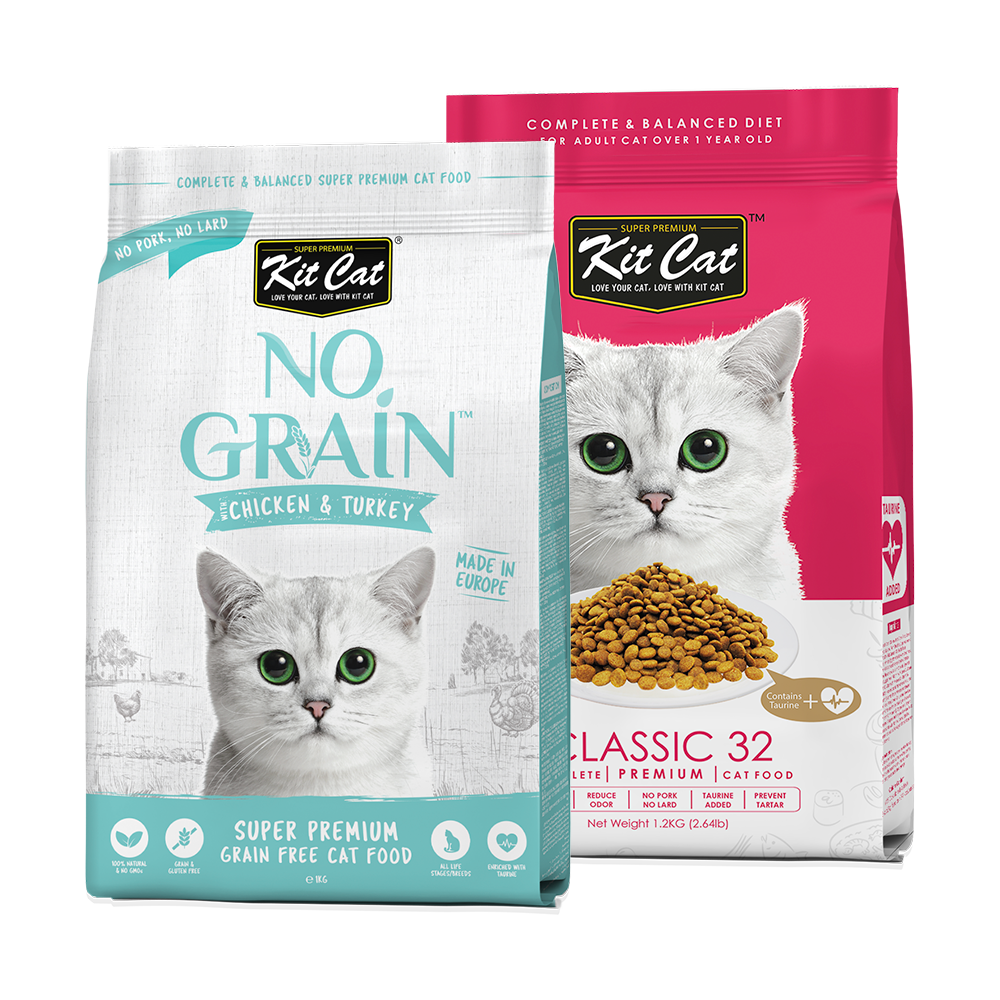 COMPLETE & BALANCED SUPER PREMIUM CAT FOOD
NO PORK, NO LARD
SUPER PREMIUM
Kit Cat ®
LOVE YOUR CAT, LOVE WITH KIT CAT
NO
GRAIN™
WITH CHICKEN & TURKEY
MADE IN
EUROPE
SUPER PREMIUM
GRAIN FREE CAT FOOD
℮ 1KG
100% NATURAL
& NO GMOs
GRAIN &
GLUTEN FREE
ALL LIFE
STAGES/BREEDS
ENRICHED WITH
TAURINE
COMPLETE & BALANCED DIET
FOR ADULT CAT OVER 1 YEAR OLD
SUPER PREMIUM
Kit Cat ™
LOVE YOUR CAT, LOVE WITH KIT CAT
TAURINE
ADDED
Contains
Taurine +
CLASSIC 32
LETE | PREMIUM | CAT FOOD
REDUCE
ODOR
NO PORK
NO LARD
TAURINE
ADDED
PREVENT
TARTAR
Net Weight 1.2KG (2.64lb)